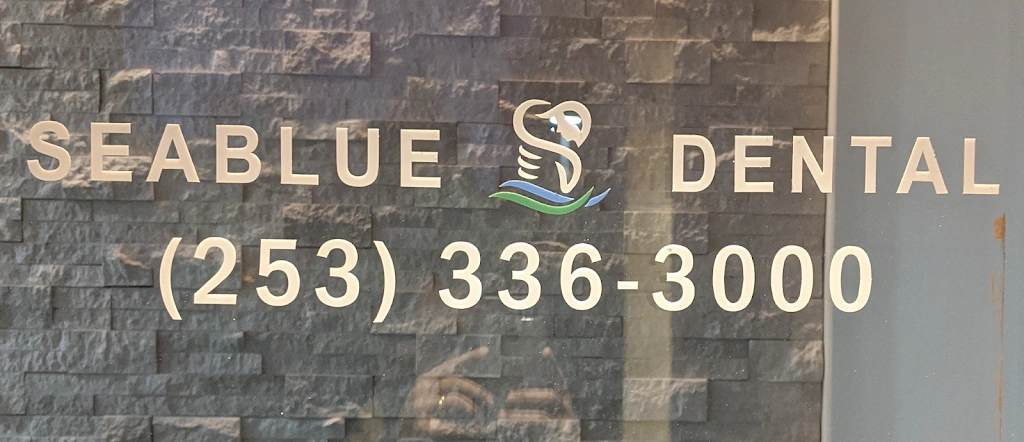 SEABLUE DENTAL
(253) 336-3000